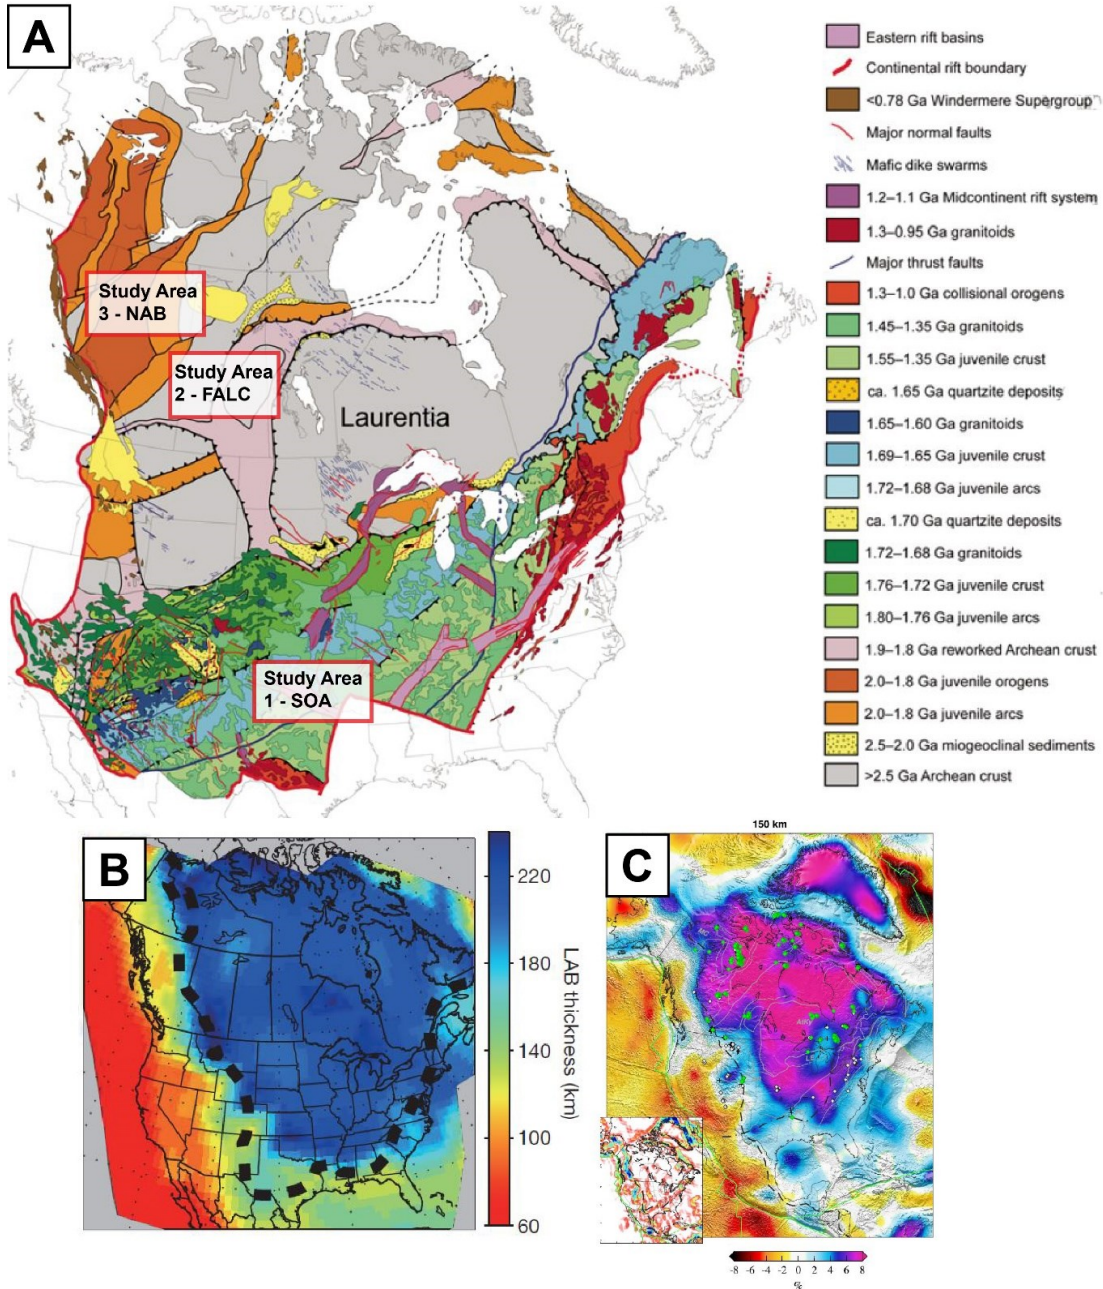 A
Study Area
3 - NAB
Study Area
2 - FALC
Laurentia
Study Area
1 - SOA
Eastern rift basins
Continental rift boundary
<0.78 Ga Windermere Supergroup
Major normal faults
Mafic dike swarms
1.2–1.1 Ga Midcontinent rift system
1.3–0.95 Ga granitoids
Major thrust faults
1.3–1.0 Ga collisional orogens
1.45–1.35 Ga granitoids
1.55–1.35 Ga juvenile crust
ca. 1.65 Ga quartzite deposits
1.65–1.60 Ga granitoids
1.69–1.65 Ga juvenile crust
1.72–1.68 Ga juvenile arcs
ca. 1.70 Ga quartzite deposits
1.72–1.68 Ga granitoids
1.76–1.72 Ga juvenile crust
1.80–1.76 Ga juvenile arcs
1.9–1.8 Ga reworked Archean crust
2.0–1.8 Ga juvenile orogens
2.0–1.8 Ga juvenile arcs
2.5–2.0 Ga miogeoclinal sediments
>2.5 Ga Archean crust
B
220
180
140
100
60
LAB thickness (km)
150 km
C
-8 -6 -4 -2 0 2 4 6 8
%